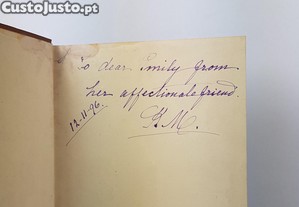 CustoJusto.pt
To dear Emily from
her affectionate friend.
12-11-96